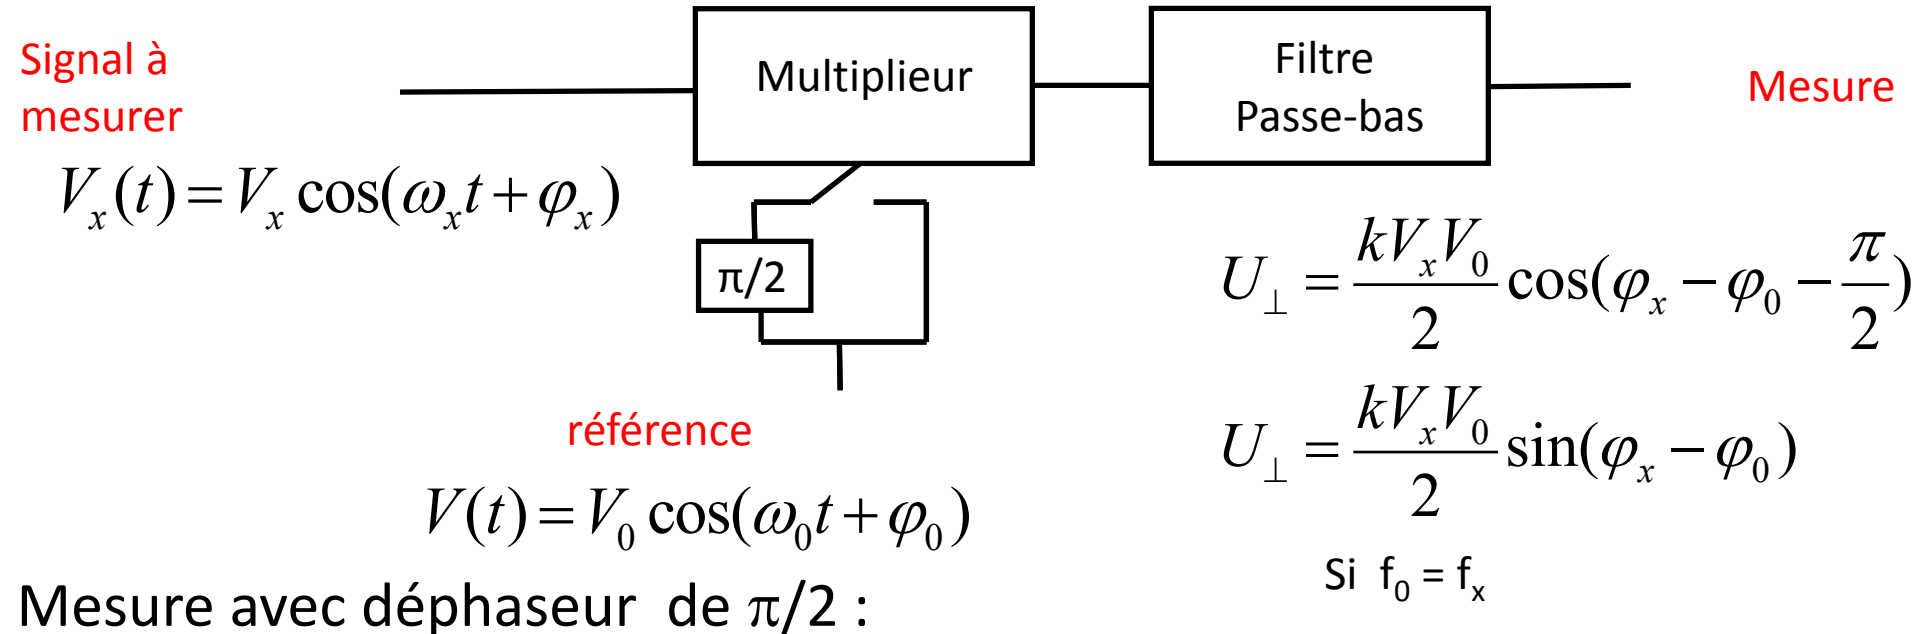 Signal à
mesurer
Multiplieur
Filtre
Passe-bas
Mesure
V_x(t) = V_x cos(ω_x t + φ_x)
π/2
U_⊥ = kV_xV_0/2 cos(φ_x − φ_0 − π/2)
référence
U_⊥ = kV_xV_0/2 sin(φ_x − φ_0)
V(t) = V_0 cos(ω_0 t + φ_0)
Si f_0 = f_x
Mesure avec déphaseur de π/2 :